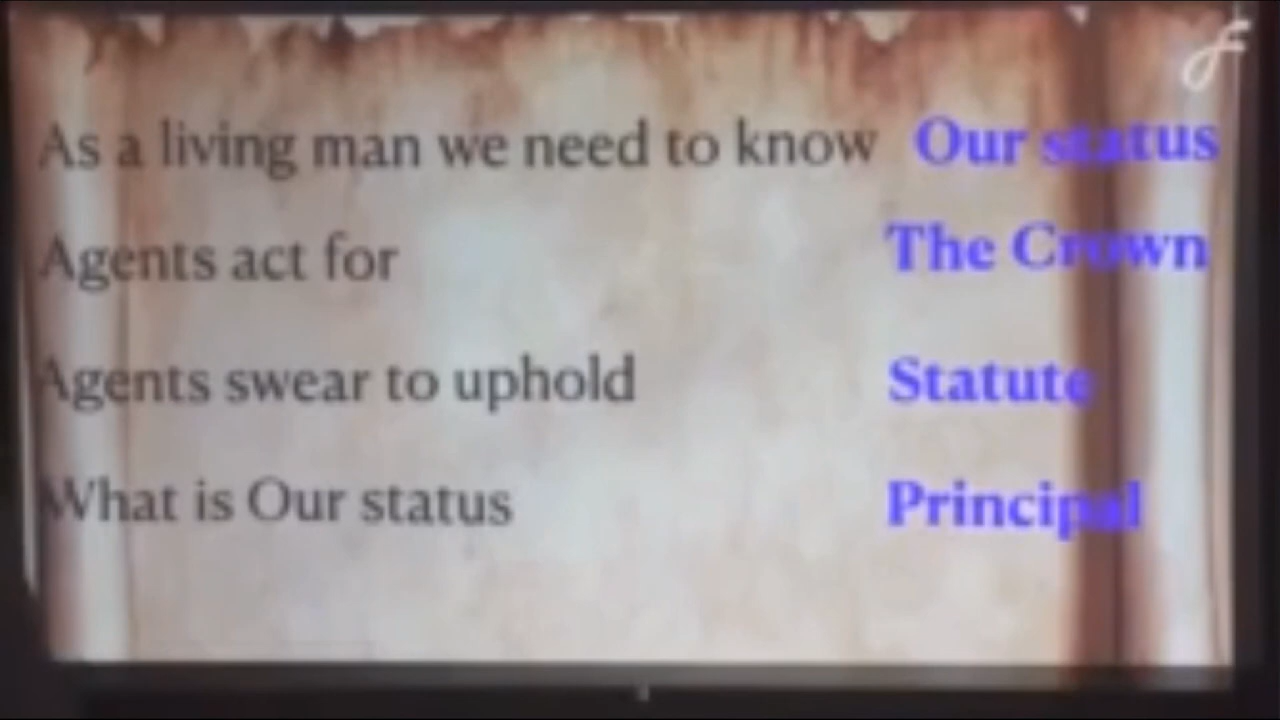 As a living man we need to know Our status
Agents act for The Crown
Agents swear to uphold Statute
What is Our status Principal